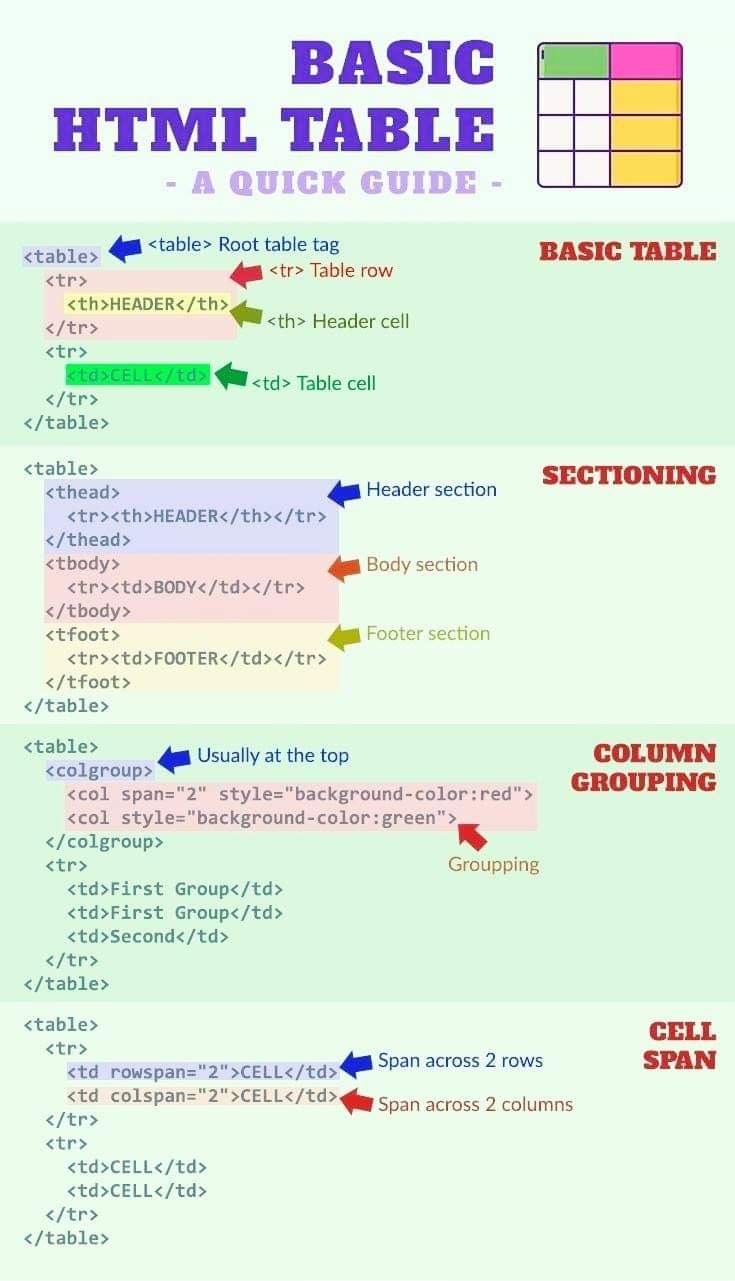 BASIC
HTML TABLE
- A QUICK GUIDE -
BASIC TABLE
<table>
<table> Root table tag
<tr>
<tr> Table row
<th>HEADER</th>
<th> Header cell
</tr>
<tr>
<td>CELL</td>
<td> Table cell
</tr>
</table>
SECTIONING
<table>
<thead>
Header section
<tr><th>HEADER</th></tr>
</thead>
<tbody>
Body section
<tr><td>BODY</td></tr>
</tbody>
<tfoot>
Footer section
<tr><td>FOOTER</td></tr>
</tfoot>
</table>
COLUMN
GROUPING
<table>
<colgroup>
Usually at the top
<col span="2" style="background-color:red">
<col style="background-color:green">
Groupping
</colgroup>
<tr>
<td>First Group</td>
<td>First Group</td>
<td>Second</td>
</tr>
</table>
CELL
SPAN
<table>
<tr>
<td rowspan="2">CELL</td>
Span across 2 rows
<td colspan="2">CELL</td>
Span across 2 columns
</tr>
<tr>
<td>CELL</td>
<td>CELL</td>
</tr>
</table>